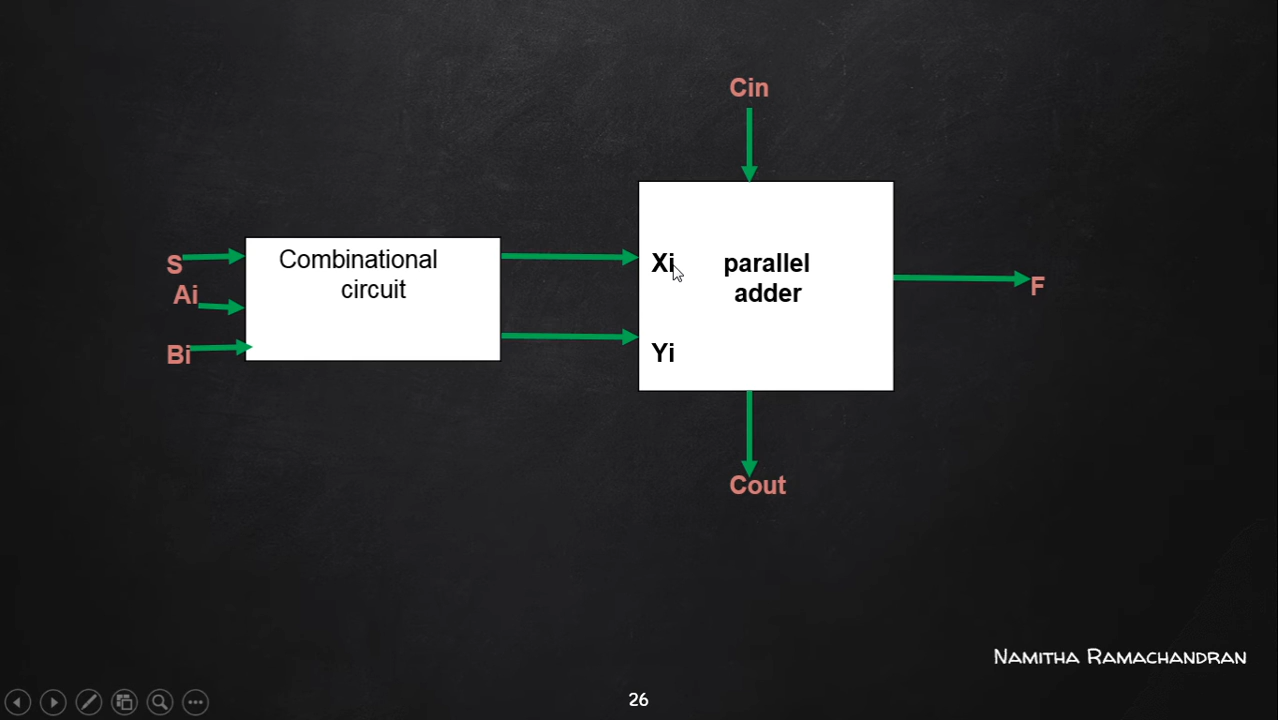 Cin
S
Ai
Bi
Combinational
circuit
Xi
Yi
parallel
adder
F
Cout
Namitha Ramachandran
26